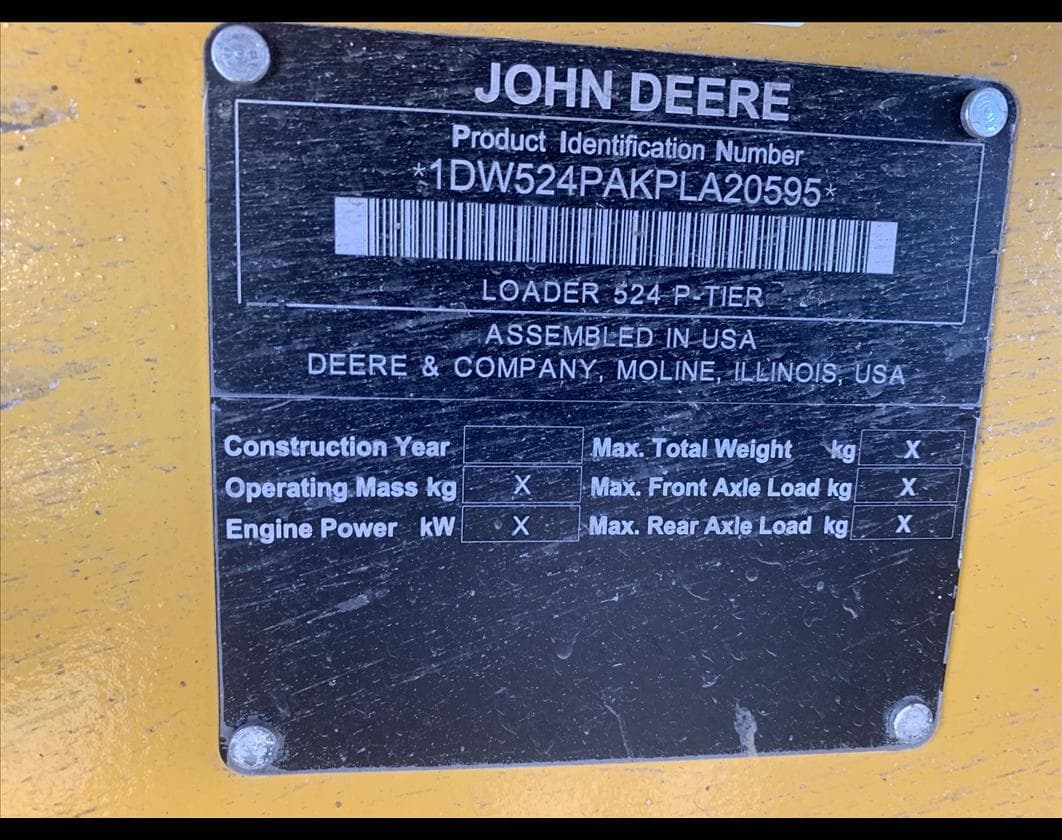 JOHN DEERE
Product Identification Number
*1DW524PAKPLA20595*
LOADER 524 P-TIER
ASSEMBLED IN USA
DEERE & COMPANY, MOLINE, ILLINOIS, USA
Construction Year Max. Total Weight kg X
Operating Mass kg X Max. Front Axle Load kg X
Engine Power kW X Max. Rear Axle Load kg X